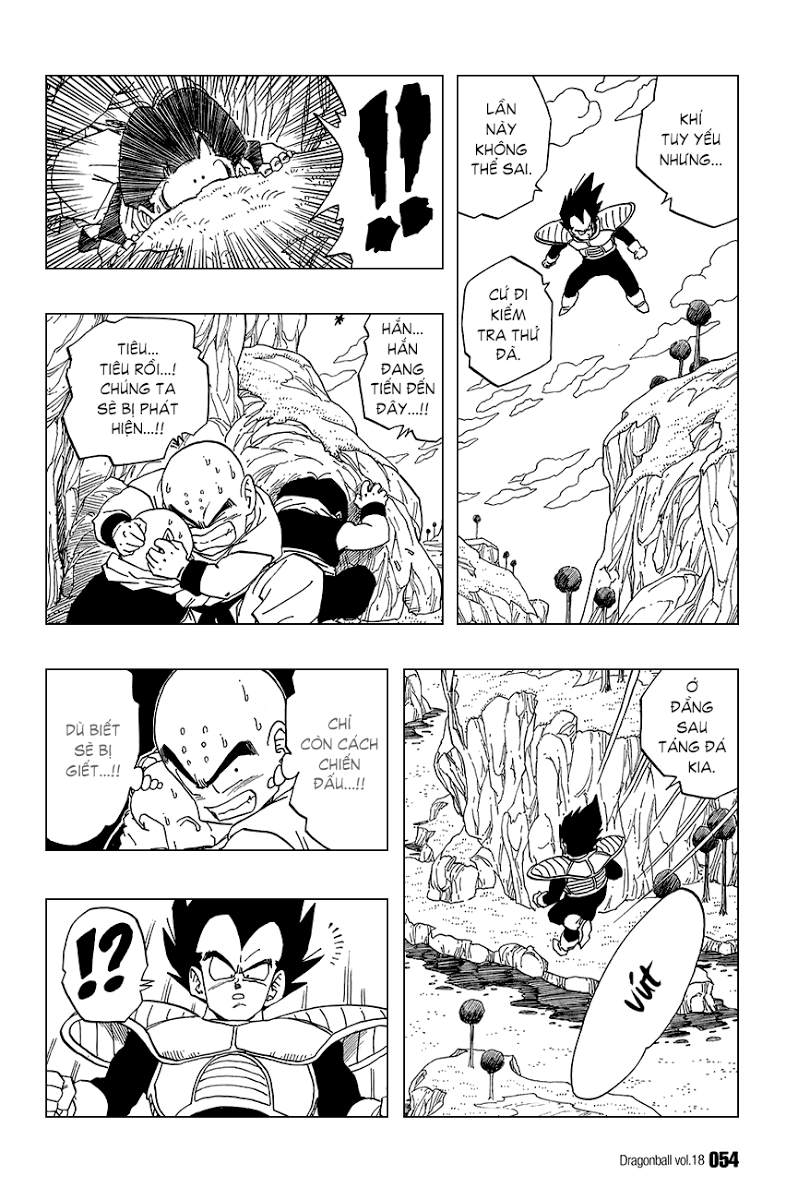 KHÍ
TUY YẾU
NHƯNG...
LẦN
NÀY
KHÔNG
THỂ SAI.
CỨ ĐI
KIỂM
TRA THỬ
ĐÃ.
!!
HẮN...
HẮN
ĐANG
TIẾN ĐẾN
ĐÂY...!!
TIÊU...
TIÊU RỒI...!
CHÚNG TA
SẼ BỊ PHÁT
HIỆN...!!
Ở
ĐẰNG
SAU
TẢNG ĐÁ
KIA.
VÚT
CHỈ
CÒN CÁCH
CHIẾN
ĐẤU...!!
DÙ BIẾT
SẼ BỊ
GIẾT...!!
!?
Dragonball vol.18 054